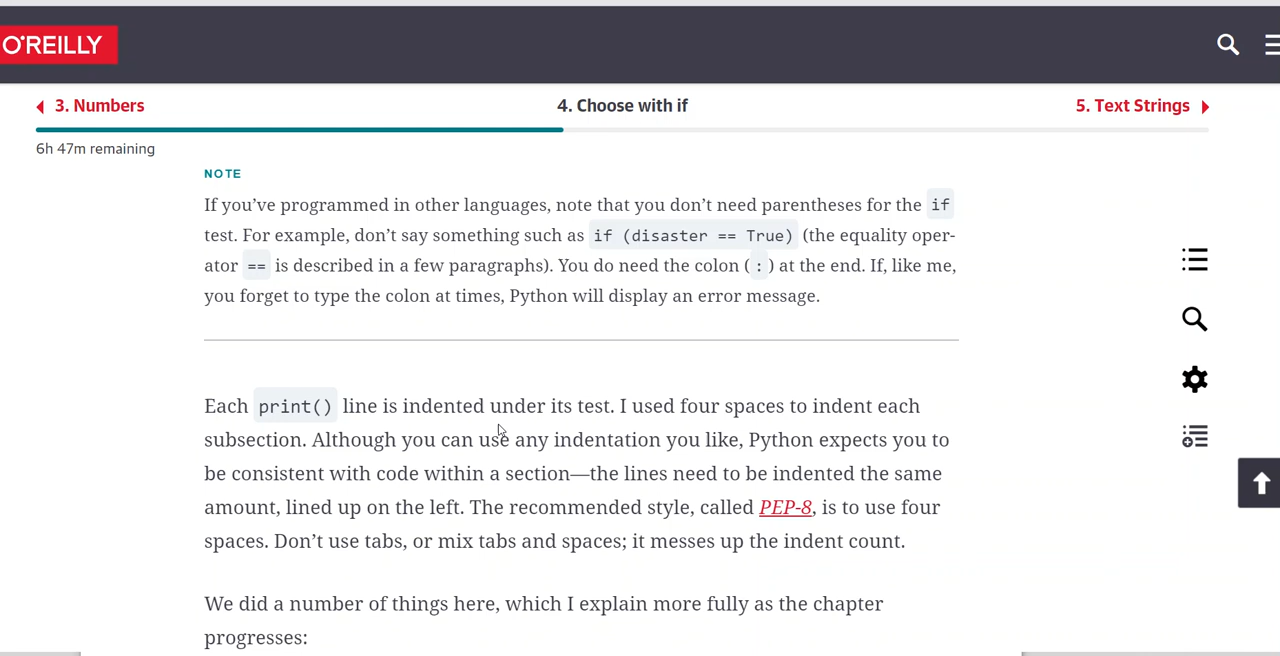 O'REILLY
3. Numbers
4. Choose with if
5. Text Strings
6h 47m remaining
NOTE
If you’ve programmed in other languages, note that you don’t need parentheses for the if
test. For example, don’t say something such as if (disaster == True) (the equality oper-
ator == is described in a few paragraphs). You do need the colon ( : ) at the end. If, like me,
you forget to type the colon at times, Python will display an error message.
Each print() line is indented under its test. I used four spaces to indent each
subsection. Although you can use any indentation you like, Python expects you to
be consistent with code within a section—the lines need to be indented the same
amount, lined up on the left. The recommended style, called PEP-8, is to use four
spaces. Don’t use tabs, or mix tabs and spaces; it messes up the indent count.
We did a number of things here, which I explain more fully as the chapter
progresses: